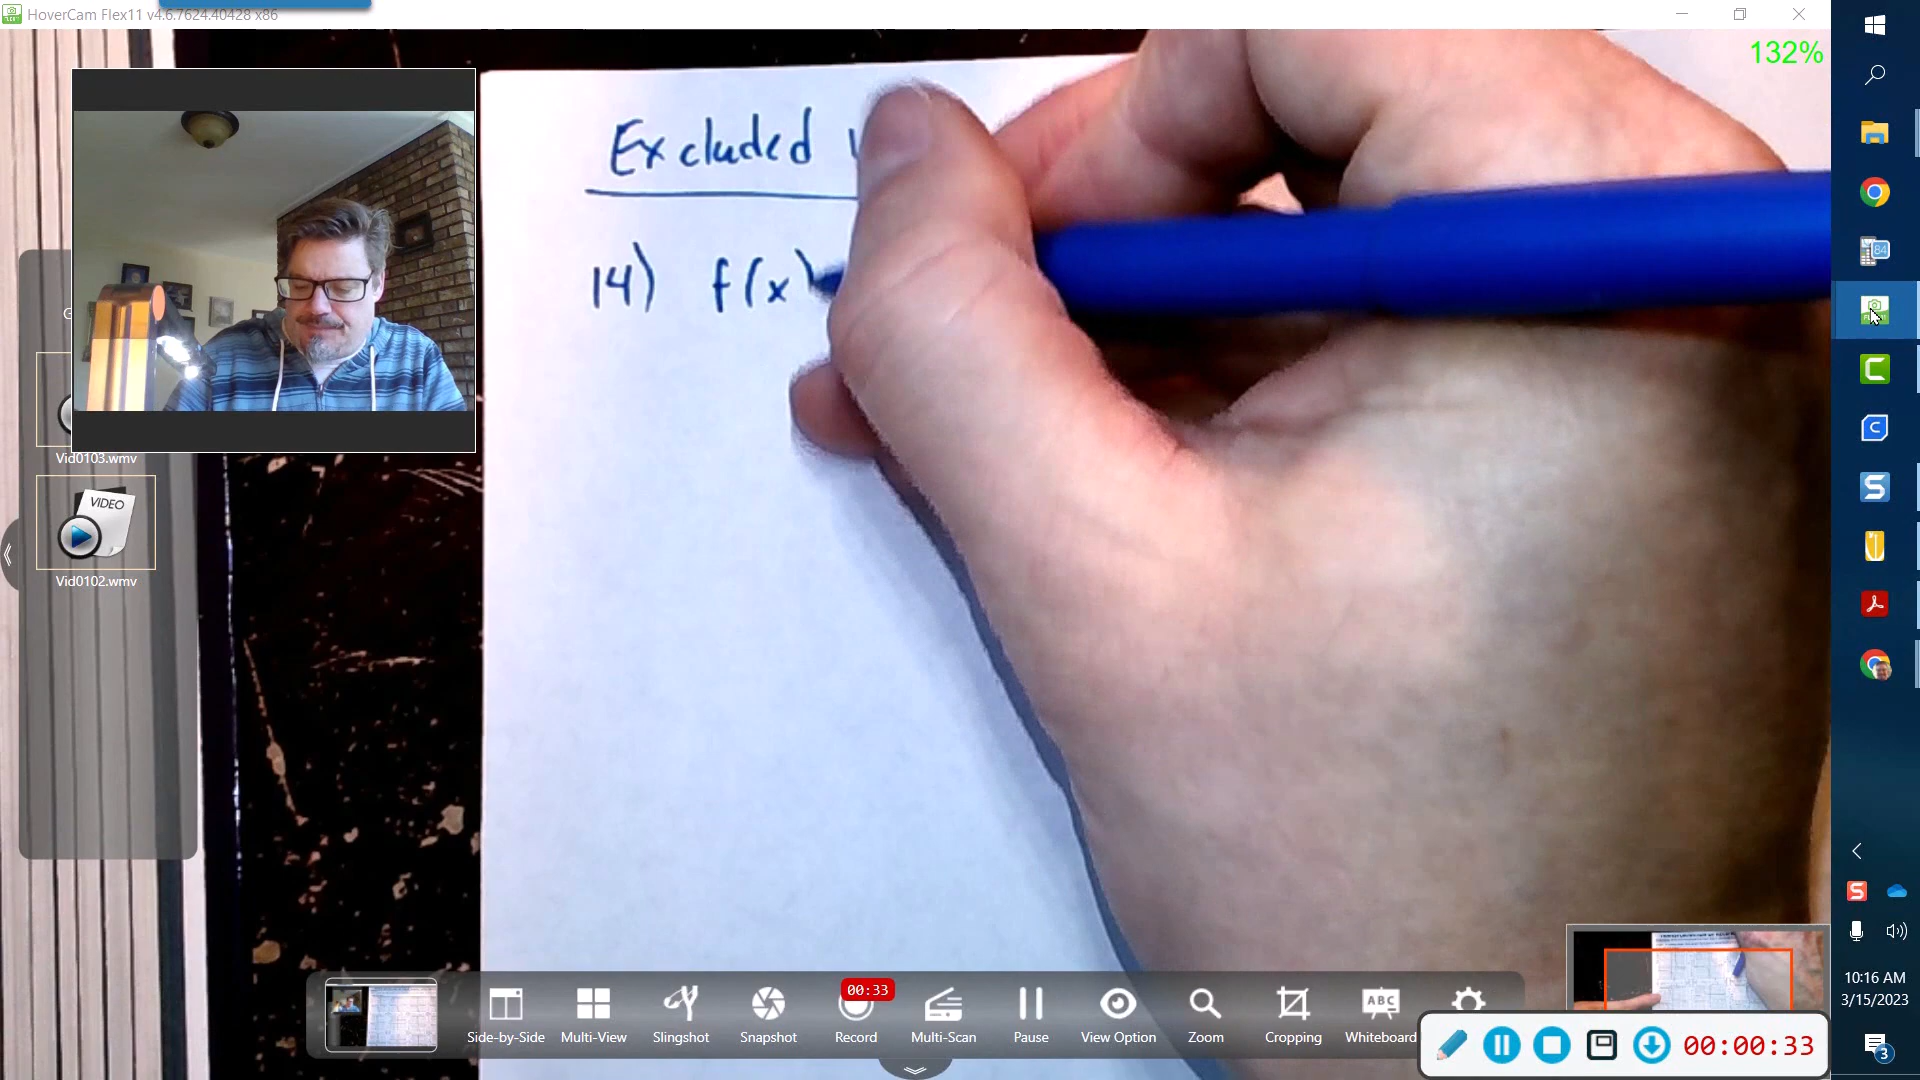 HoverCam Flex11 v4.6.7624.40428 x86
132%
Excluded
14) f(x)
Vid0103.wmv
VIDEO
Vid0102.wmv
84
00:33
Side-by-Side
Multi-View
Slingshot
Snapshot
Record
Multi-Scan
Pause
View Option
Zoom
Cropping
ABC
Whiteboard
00:00:33
10:16 AM
3/15/2023
3